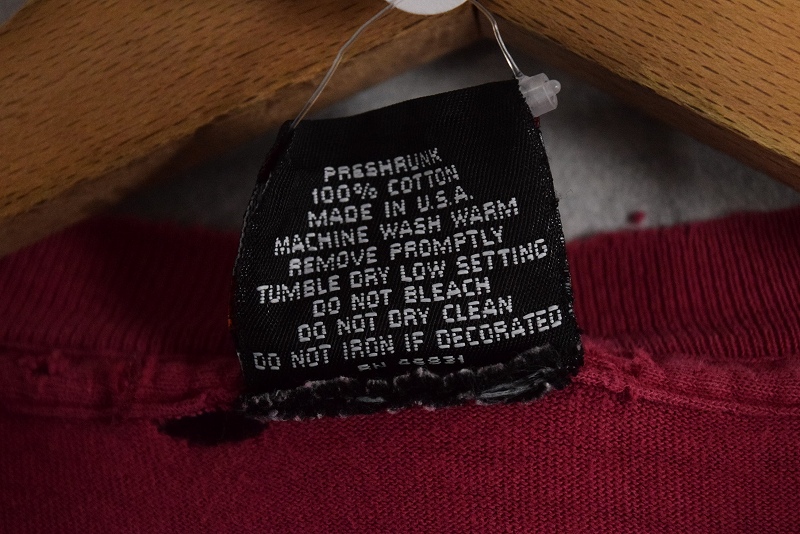 PRESHRUNK
100% COTTON
MADE IN U.S.A.
MACHINE WASH WARM
REMOVE PROMPTLY
TUMBLE DRY LOW SETTING
DO NOT BLEACH
DO NOT DRY CLEAN
DO NOT IRON IF DECORATED